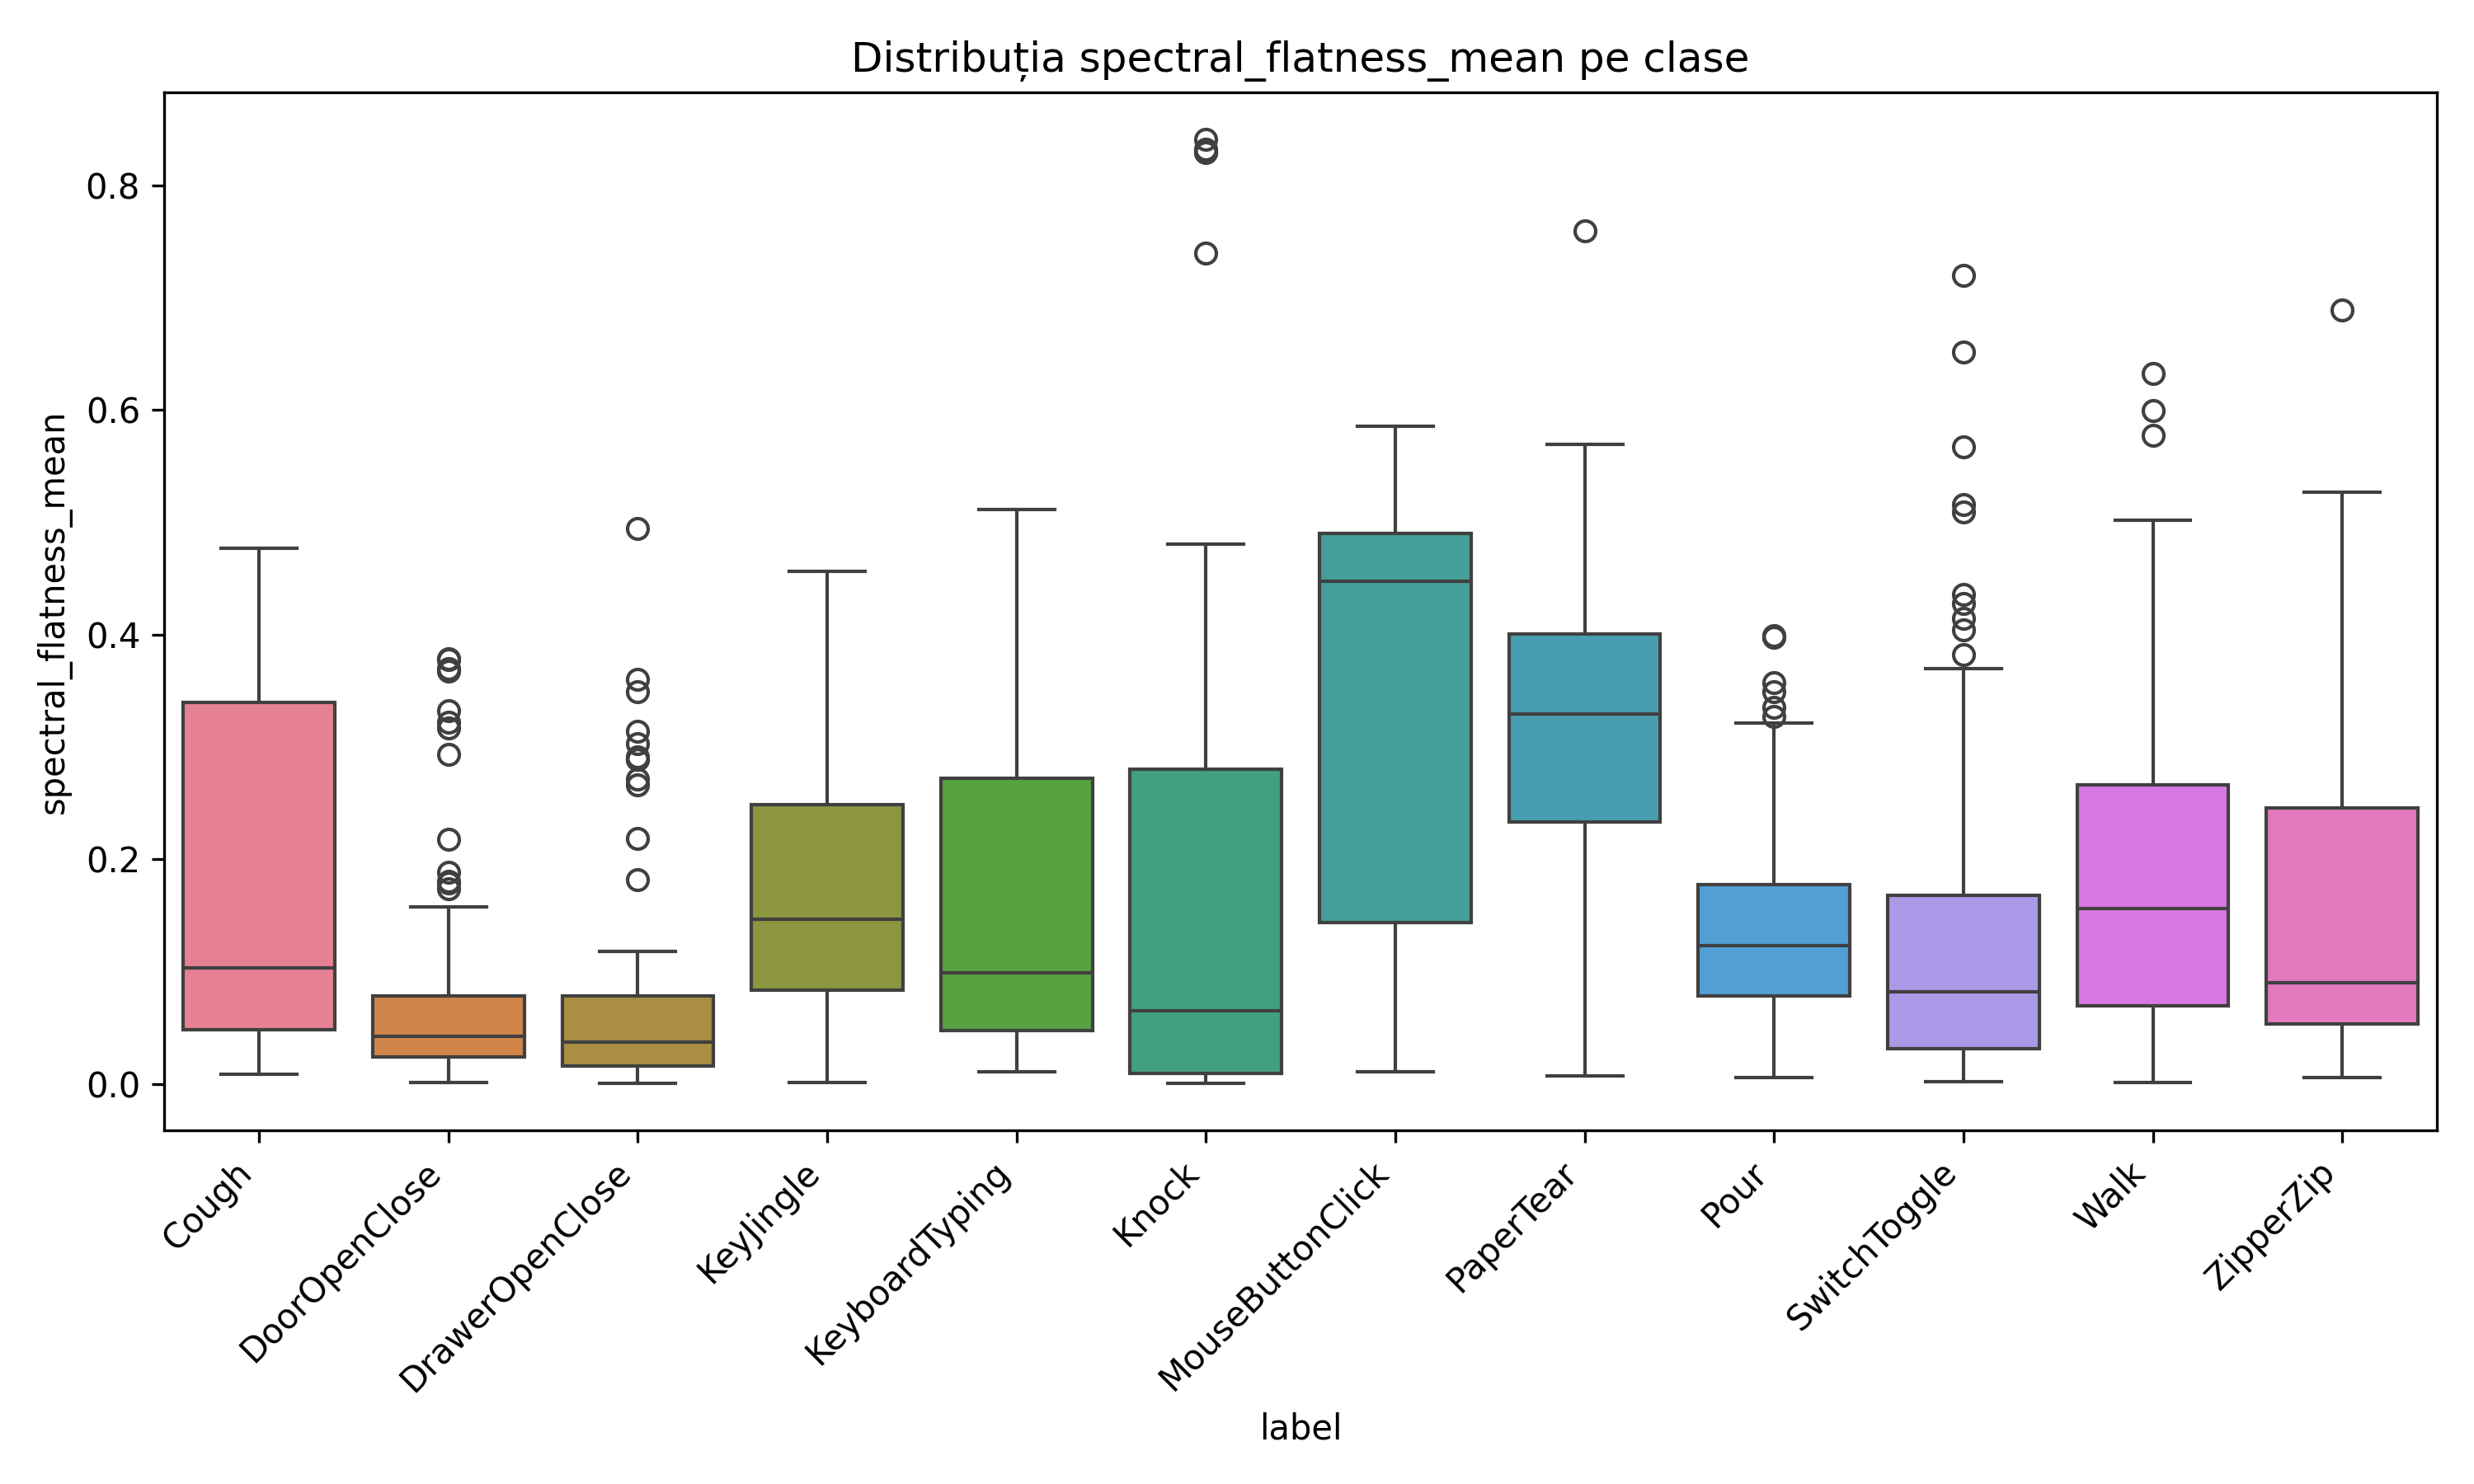 Distribuția spectral_flatness_mean pe clase
spectral_flatness_mean
0.8
0.6
0.4
0.2
0.0
Cough
DoorOpenClose
DrawerOpenClose
KeyJingle
KeyboardTyping
Knock
MouseButtonClick
PaperTear
Pour
SwitchToggle
Walk
ZipperZip
label